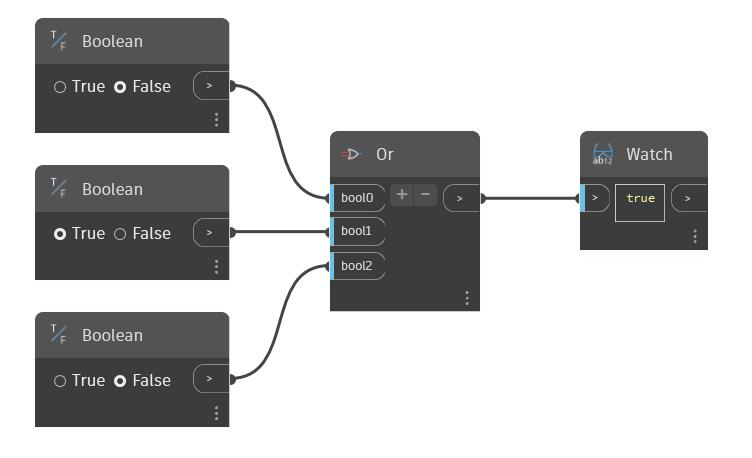 T/F Boolean
True False >
T/F Boolean
True False >
T/F Boolean
True False >
Or
bool0 + − >
bool1
bool2
ab12 Watch
> true >